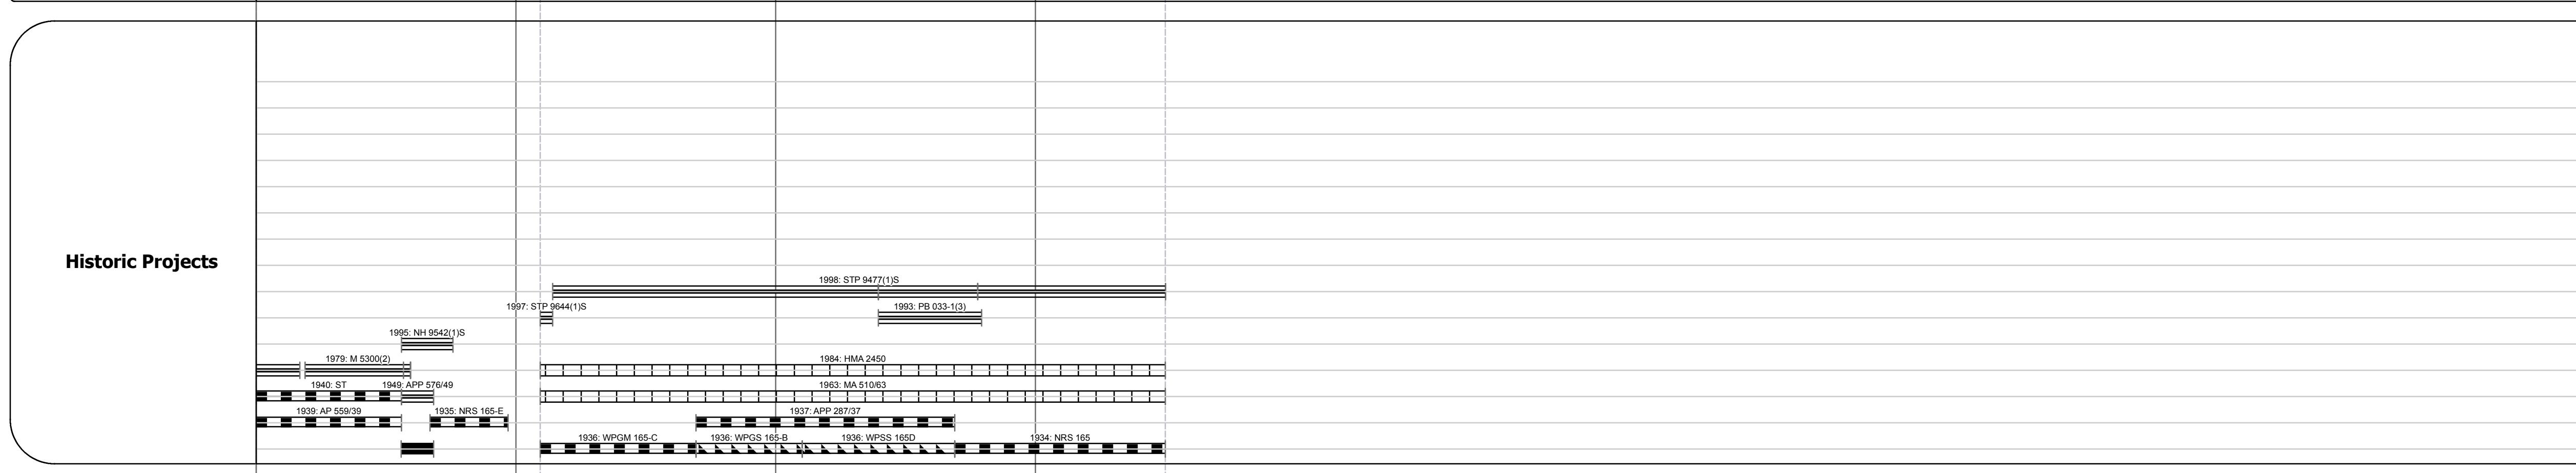 Historic Projects
1998: STP 9477(1)S
1997: STP 9644(1)S
1993: PB 033-1(3)
1995: NH 9542(1)S
1979: M 5300(2)
1984: HMA 2450
1940: ST
1949: APP 576/49
1963: MA 510/63
1939: AP 559/39
1935: NRS 165-E
1937: APP 287/37
1936: WPGM 165-C
1936: WPGS 165-B
1936: WPSS 165D
1934: NRS 165